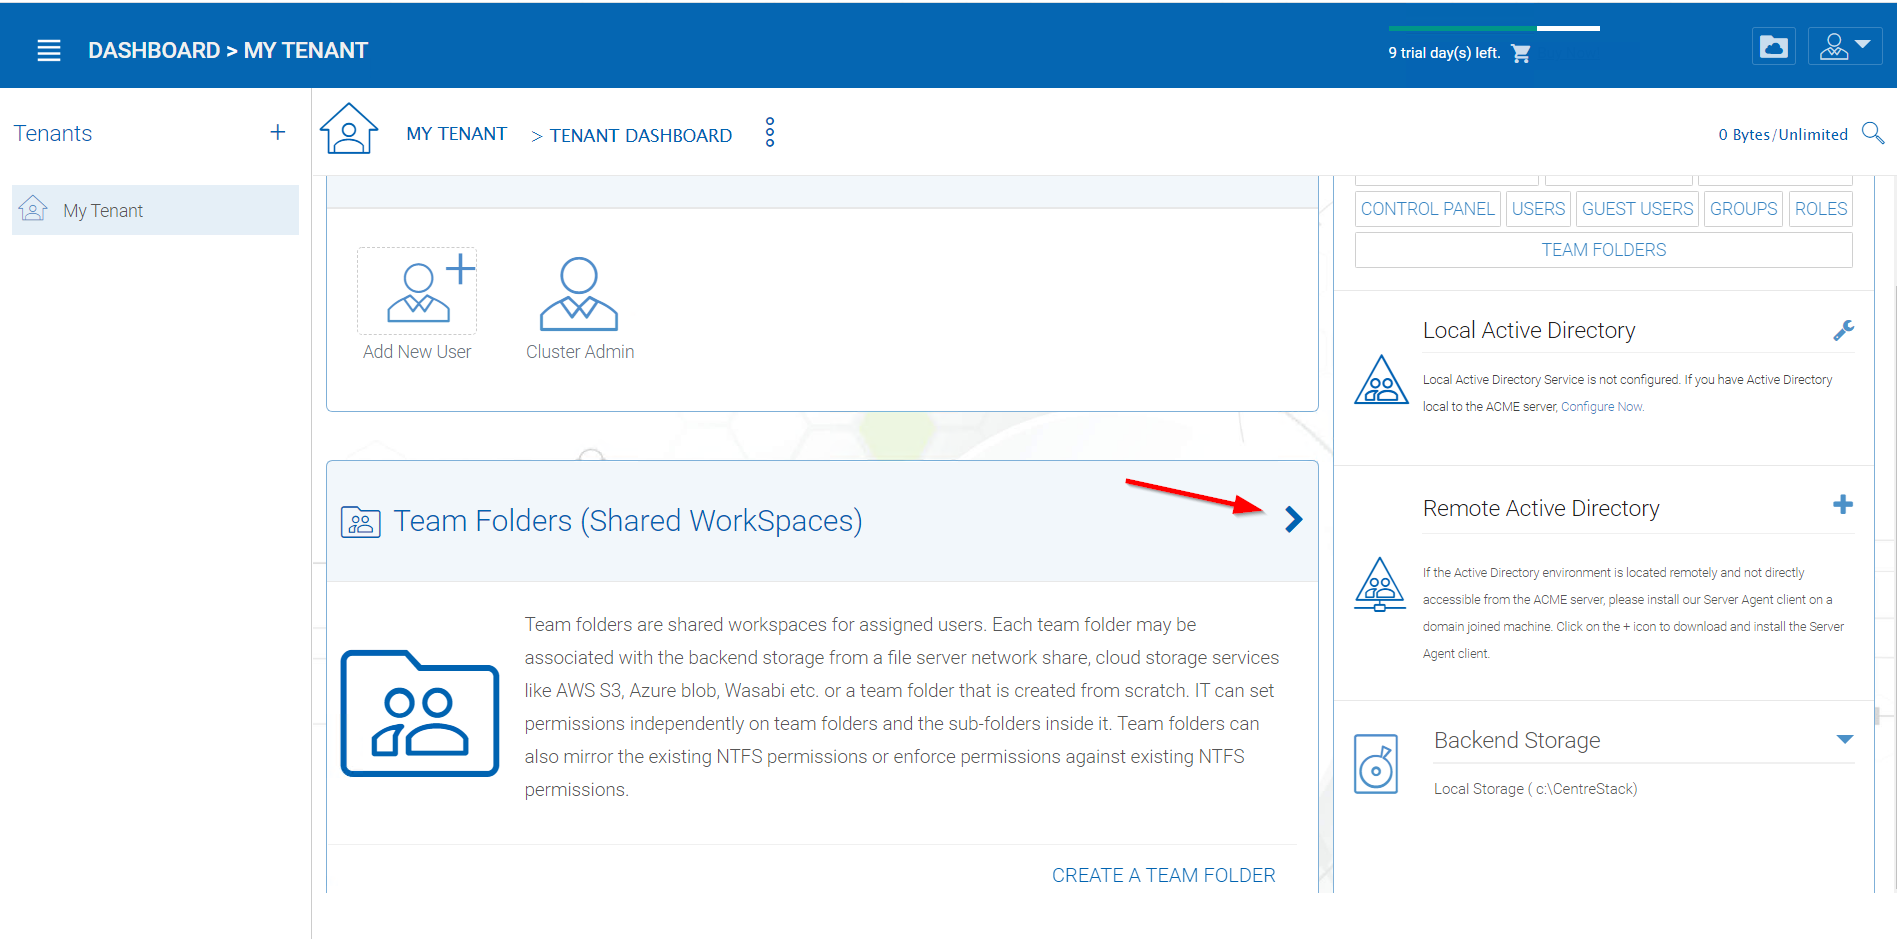 DASHBOARD > MY TENANT
9 trial day(s) left.
Tenants
My Tenant
MY TENANT > TENANT DASHBOARD
0 Bytes/Unlimited
Add New User
Cluster Admin
Team Folders (Shared WorkSpaces)
Team folders are shared workspaces for assigned users. Each team folder may be
associated with the backend storage from a file server network share, cloud storage services
like AWS S3, Azure blob, Wasabi etc. or a team folder that is created from scratch. IT can set
permissions independently on team folders and the sub-folders inside it. Team folders can
also mirror the existing NTFS permissions or enforce permissions against existing NTFS
permissions.
CREATE A TEAM FOLDER
CONTROL PANEL
USERS
GUEST USERS
GROUPS
ROLES
TEAM FOLDERS
Local Active Directory
Local Active Directory Service is not configured. If you have Active Directory
local to the ACME server, Configure Now.
Remote Active Directory
If the Active Directory environment is located remotely and not directly
accessible from the ACME server, please install our Server Agent client on a
domain joined machine. Click on the + icon to download and install the Server
Agent client.
Backend Storage
Local Storage ( c:\CentreStack)